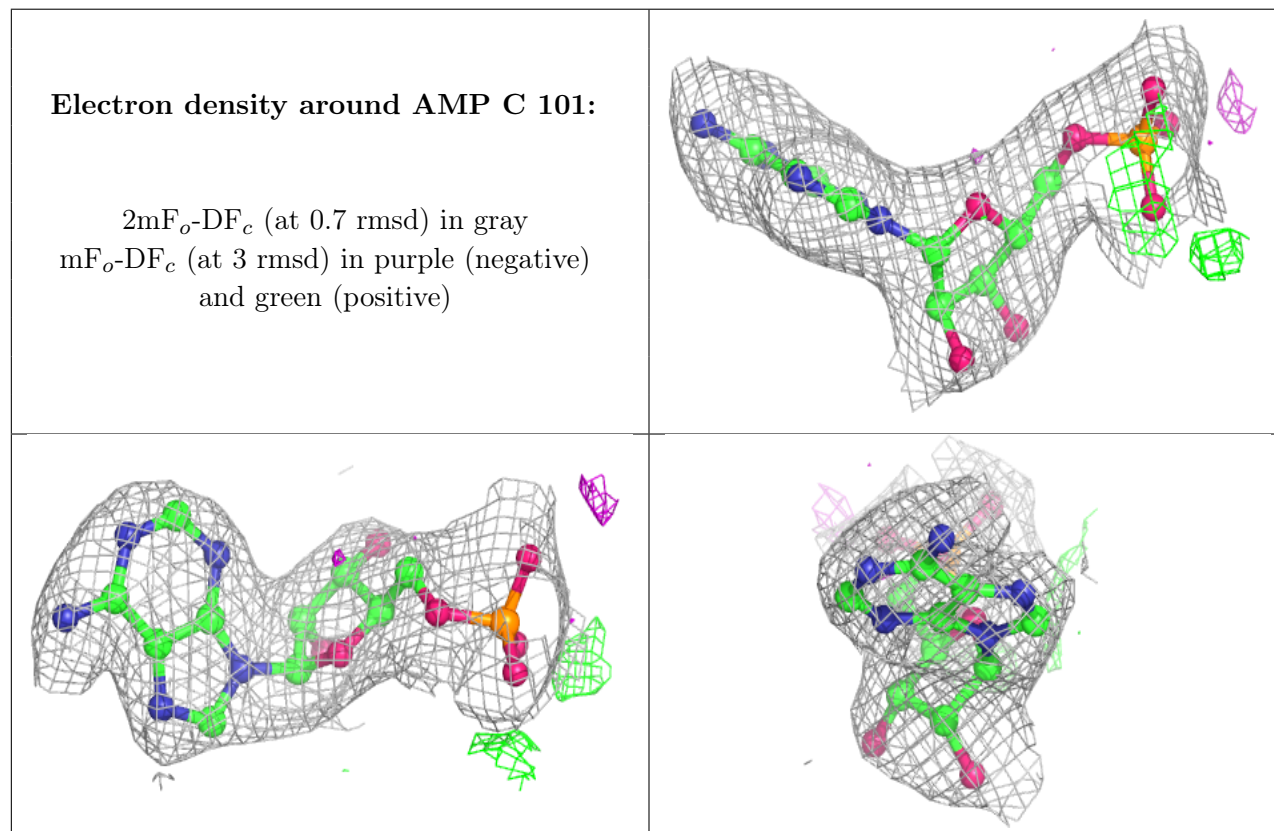 Electron density around AMP C 101:
2mFo-DFc (at 0.7 rmsd) in gray
mFo-DFc (at 3 rmsd) in purple (negative)
and green (positive)